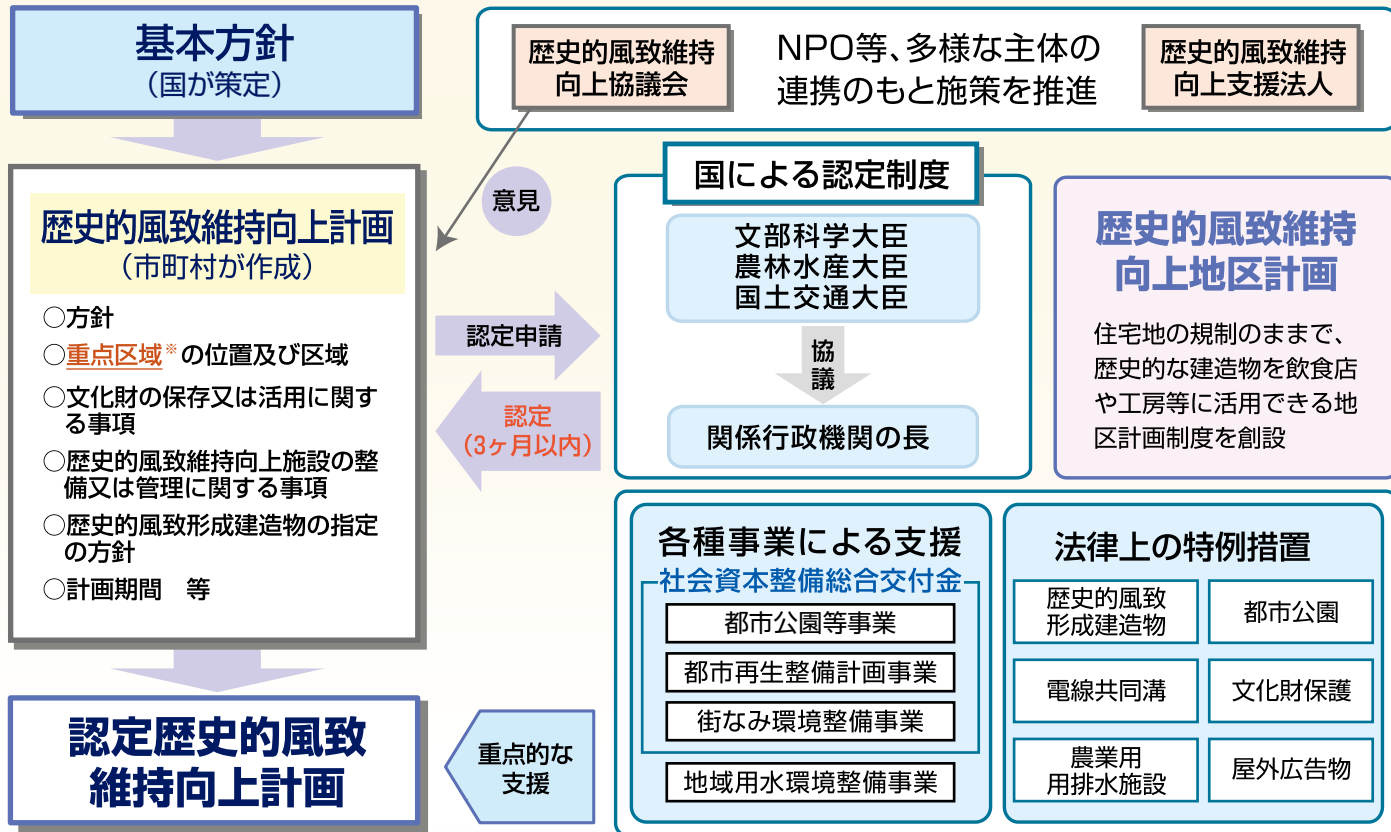 基本方針
（国が策定）
歴史的風致維持
向上協議会
NPO等、多様な主体の
連携のもと施策を推進
歴史的風致維持
向上支援法人
意見
歴史的風致維持向上計画
（市町村が作成）
○方針
○重点区域※の位置及び区域
○文化財の保存又は活用に関す
る事項
○歴史的風致維持向上施設の整
備又は管理に関する事項
○歴史的風致形成建造物の指定
の方針
○計画期間　等
認定申請
認定
（3ヶ月以内）
国による認定制度
文部科学大臣
農林水産大臣
国土交通大臣
協
議
関係行政機関の長
歴史的風致維持
向上地区計画
住宅地の規制のままで、
歴史的な建造物を飲食店
や工房等に活用できる地
区計画制度を創設
認定歴史的風致
維持向上計画
重点的な
支援
各種事業による支援
社会資本整備総合交付金
都市公園等事業
都市再生整備計画事業
街なみ環境整備事業
地域用水環境整備事業
法律上の特例措置
歴史的風致
形成建造物
都市公園
電線共同溝
文化財保護
農業用
用排水施設
屋外広告物